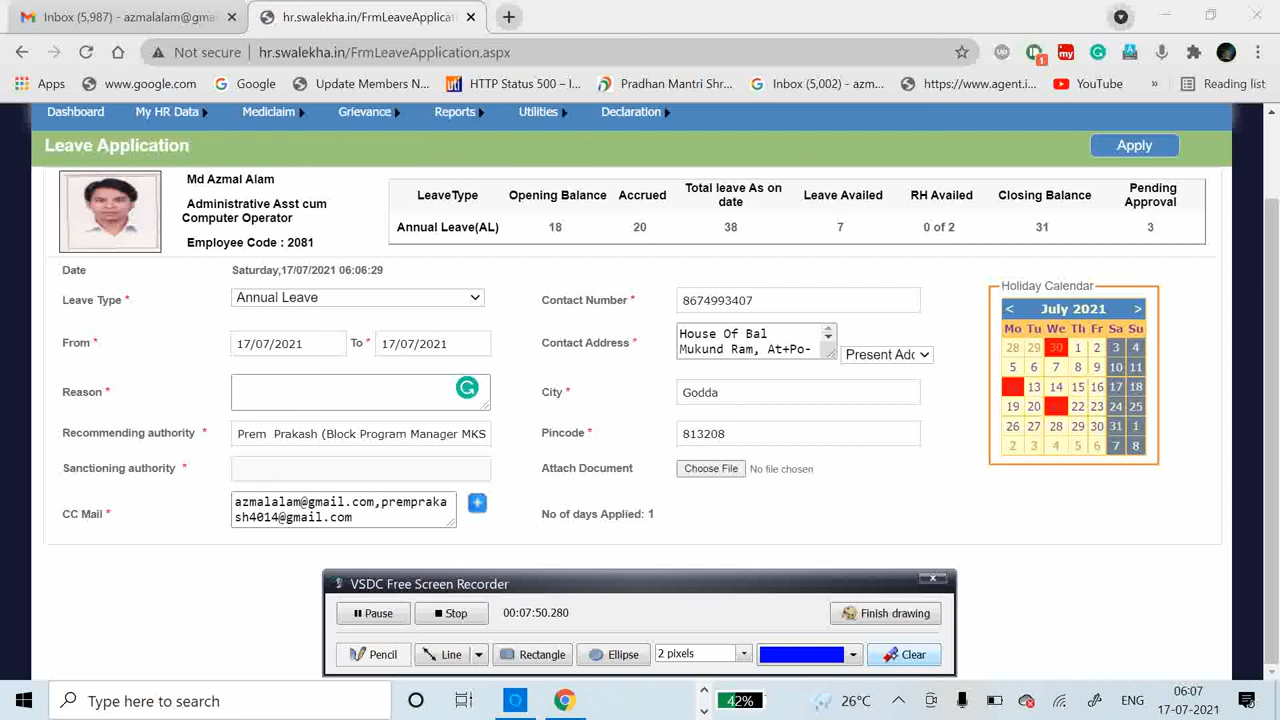 Inbox (5,987) - azmalalam@gma
hr.swalekha.in/FrmLeaveApplicatio
Not secure
hr.swalekha.in/FrmLeaveApplication.aspx
1
my
Apps
www.google.com
Google
Update Members N...
HTTP Status 500 – I...
Pradhan Mantri Shr...
Inbox (5,002) - azm...
https://www.agent.i...
YouTube
»
Reading list
Dashboard
My HR Data
Mediclaim
Grievance
Reports
Utilities
Declaration
Leave Application
Apply
Md Azmal Alam
Administrative Asst cum
Computer Operator
Employee Code : 2081
LeaveType Opening Balance Accrued Total leave As on date Leave Availed RH Availed Closing Balance Pending Approval
Annual Leave(AL) 18 20 38 7 0 of 2 31 3
Date Saturday,17/07/2021 06:06:29
Leave Type * Annual Leave
From * 17/07/2021 To * 17/07/2021
Reason *
Recommending authority * Prem Prakash (Block Program Manager MKS
Sanctioning authority *
CC Mail * azmalalam@gmail.com,prempraka
sh4014@gmail.com
Contact Number * 8674993407
Contact Address * House Of Bal
Mukund Ram, At+Po-
Present Adc
City * Godda
Pincode * 813208
Attach Document Choose File No file chosen
No of days Applied: 1
Holiday Calendar
< July 2021 >
Mo Tu We Th Fr Sa Su
28 29 30 1 2 3 4
5 6 7 8 9 10 11
13 14 15 16 17 18
19 20 22 23 24 25
26 27 28 29 30 31 1
2 3 4 5 6 7 8
VSDC Free Screen Recorder
Pause
Stop
00:07:50.280
Finish drawing
Pencil
Line
Rectangle
Ellipse
2 pixels
Clear
Type here to search
42%
26°C
ENG
06:07
17-07-2021